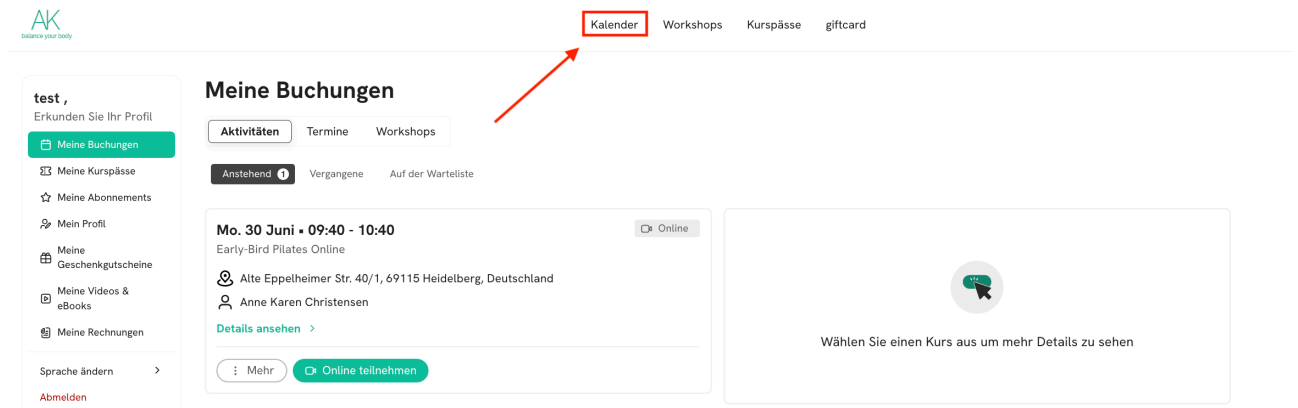 AK
balance your body
Kalender Workshops Kurspässe giftcard
test ,
Erkunden Sie Ihr Profil
Meine Buchungen
Meine Kurspässe
Meine Abonnements
Mein Profil
Meine
Geschenkgutscheine
Meine Videos &
eBooks
Meine Rechnungen
Sprache ändern
Abmelden
Meine Buchungen
Aktivitäten Termine Workshops
Anstehend 1 Vergangene Auf der Warteliste
Mo. 30 Juni • 09:40 - 10:40
Online
Early-Bird Pilates Online
Alte Eppelheimer Str. 40/1, 69115 Heidelberg, Deutschland
Anne Karen Christensen
Details ansehen
Mehr Online teilnehmen
Wählen Sie einen Kurs aus um mehr Details zu sehen